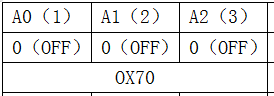 A0（1） A1（2） A2（3）
0（OFF） 0（OFF） 0（OFF）
0X70